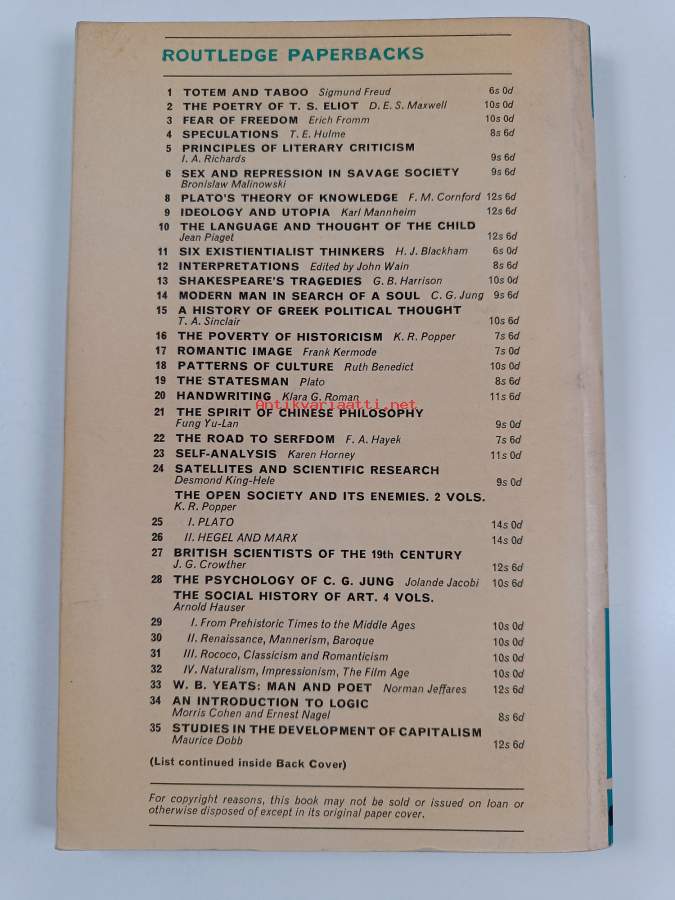 ROUTLEDGE PAPERBACKS
1 TOTEM AND TABOO Sigmund Freud 6s 0d
2 THE POETRY OF T. S. ELIOT D. E. S. Maxwell 10s 0d
3 FEAR OF FREEDOM Erich Fromm 10s 0d
4 SPECULATIONS T. E. Hulme 8s 6d
5 PRINCIPLES OF LITERARY CRITICISM
I. A. Richards 9s 6d
6 SEX AND REPRESSION IN SAVAGE SOCIETY 9s 6d
Bronislaw Malinowski
8 PLATO'S THEORY OF KNOWLEDGE F. M. Cornford 12s 6d
9 IDEOLOGY AND UTOPIA Karl Mannheim 12s 6d
10 THE LANGUAGE AND THOUGHT OF THE CHILD
Jean Piaget 12s 6d
11 SIX EXISTIENTIALIST THINKERS H. J. Blackham 6s 0d
12 INTERPRETATIONS Edited by John Wain 8s 6d
13 SHAKESPEARE'S TRAGEDIES G. B. Harrison 10s 0d
14 MODERN MAN IN SEARCH OF A SOUL C. G. Jung 9s 6d
15 A HISTORY OF GREEK POLITICAL THOUGHT
T. A. Sinclair 10s 6d
16 THE POVERTY OF HISTORICISM K. R. Popper 7s 6d
17 ROMANTIC IMAGE Frank Kermode 7s 0d
18 PATTERNS OF CULTURE Ruth Benedict 10s 0d
19 THE STATESMAN Plato 8s 6d
20 HANDWRITING Klara G. Roman 11s 6d
Antikvariaatti.net
21 THE SPIRIT OF CHINESE PHILOSOPHY
Fung Yu-Lan 9s 0d
22 THE ROAD TO SERFDOM F. A. Hayek 7s 6d
23 SELF-ANALYSIS Karen Horney 11s 0d
24 SATELLITES AND SCIENTIFIC RESEARCH
Desmond King-Hele 9s 0d
THE OPEN SOCIETY AND ITS ENEMIES. 2 VOLS.
K. R. Popper
25 I. PLATO 14s 0d
26 II. HEGEL AND MARX 14s 0d
27 BRITISH SCIENTISTS OF THE 19th CENTURY
J. G. Crowther 12s 6d
28 THE PSYCHOLOGY OF C. G. JUNG Jolande Jacobi 10s 6d
THE SOCIAL HISTORY OF ART. 4 VOLS.
Arnold Hauser
29 I. From Prehistoric Times to the Middle Ages 10s 0d
30 II. Renaissance, Mannerism, Baroque 10s 0d
31 III. Rococo, Classicism and Romanticism 10s 0d
32 IV. Naturalism, Impressionism, The Film Age 10s 0d
33 W. B. YEATS: MAN AND POET Norman Jeffares 12s 6d
34 AN INTRODUCTION TO LOGIC
Morris Cohen and Ernest Nagel 8s 6d
35 STUDIES IN THE DEVELOPMENT OF CAPITALISM
Maurice Dobb 12s 6d
(List continued inside Back Cover)
For copyright reasons, this book may not be sold or issued on loan or
otherwise disposed of except in its original paper cover.